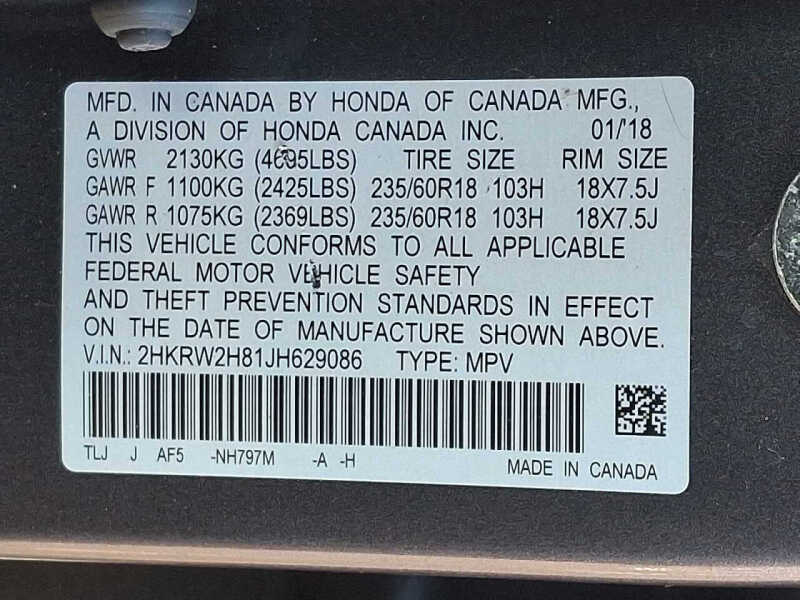 MFD. IN CANADA BY HONDA OF CANADA MFG.,
A DIVISION OF HONDA CANADA INC. 01/'18
GVWR 2130KG (4695LBS) TIRE SIZE RIM SIZE
GAWR F 1100KG (2425LBS) 235/60R18 103H 18X7.5J
GAWR R 1075KG (2369LBS) 235/60R18 103H 18X7.5J
THIS VEHICLE CONFORMS TO ALL APPLICABLE
FEDERAL MOTOR VEHICLE SAFETY
AND THEFT PREVENTION STANDARDS IN EFFECT
ON THE DATE OF MANUFACTURE SHOWN ABOVE.
V.I.N.: 2HKRW2H81JH629086 TYPE: MPV
TLJ J AF5 -NH797M -A -H
MADE IN CANADA